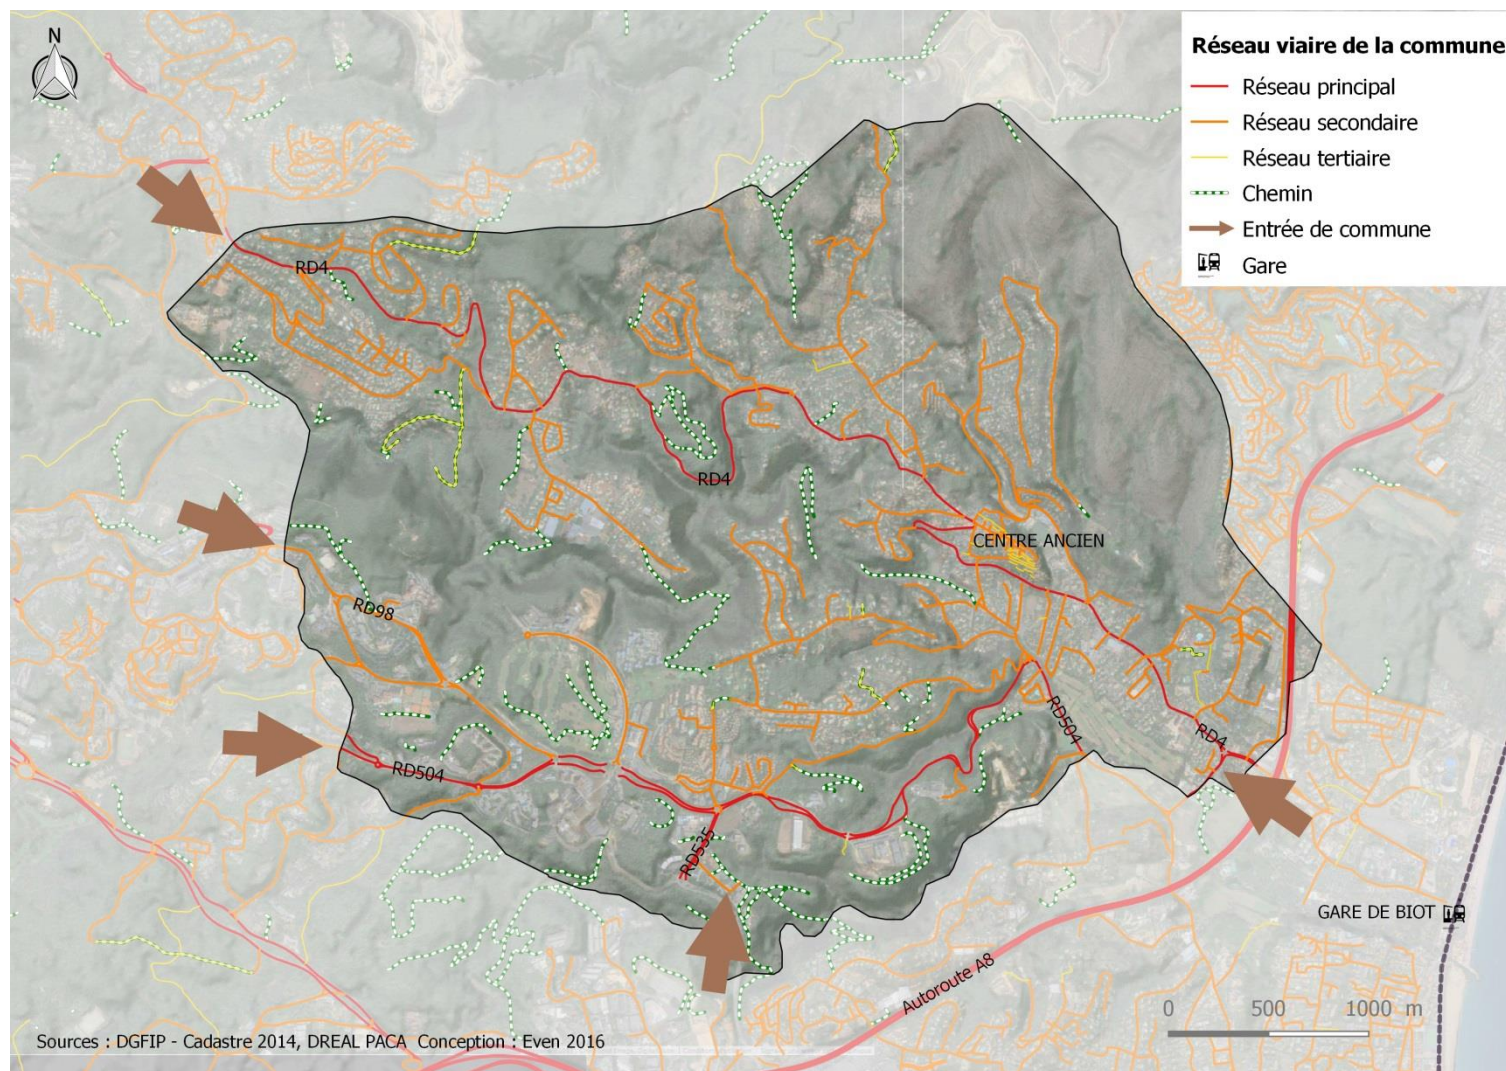 N
Réseau viaire de la commune
Réseau principal
Réseau secondaire
Réseau tertiaire
Chemin
Entrée de commune
Gare
RD4
RD4
CENTRE ANCIEN
RD98
RD504
RD4
RD504
RD535
GARE DE BIOT
Autoroute A8
0 500 1000 m
Sources : DGFIP - Cadastre 2014, DREAL PACA Conception : Even 2016